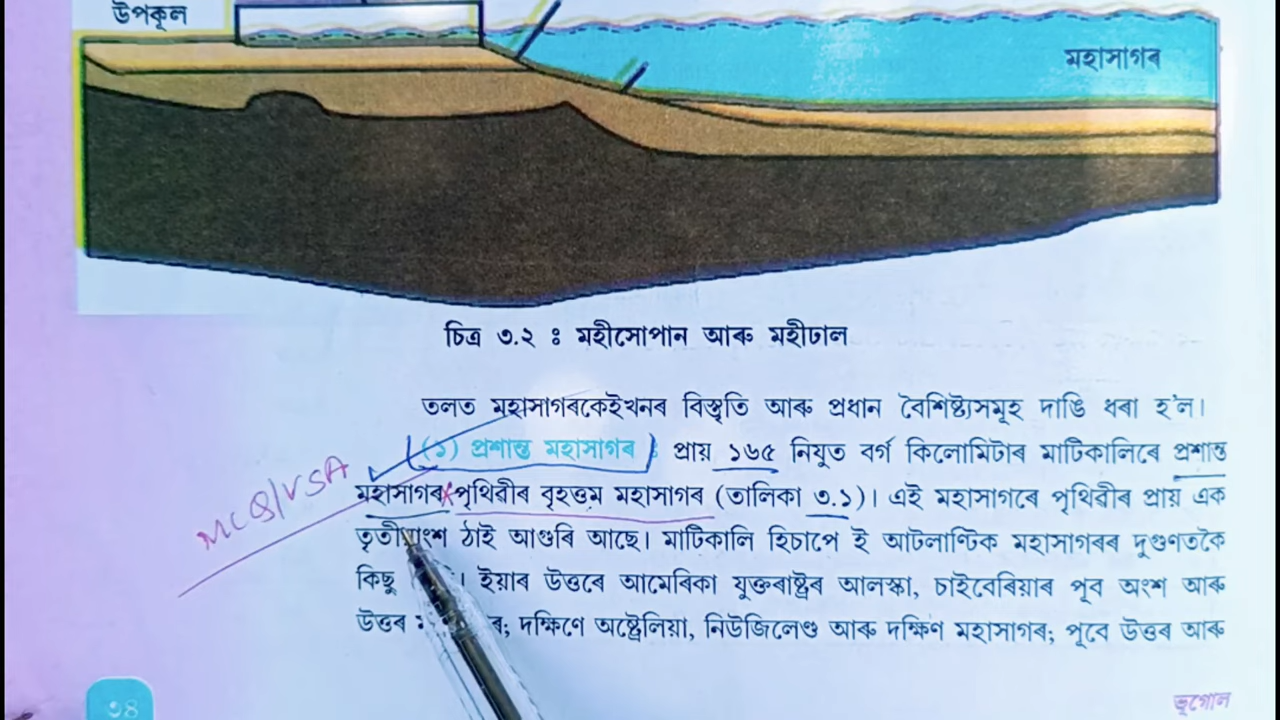 উপকূল
মহাসাগৰ
চিত্ৰ ৩.২ ঃ মহীসোপান আৰু মহীঢাল
তলত মহাসাগৰকেইখনৰ বিস্তৃতি আৰু প্ৰধান বৈশিষ্ট্যসমূহ দাঙি ধৰা হ'ল।
(১) প্ৰশান্ত মহাসাগৰ : প্ৰায় ১৬৫ নিযুত বৰ্গ কিলোমিটাৰ মাটিকালিৰে প্ৰশান্ত
মহাসাগৰ পৃথিৱীৰ বৃহত্তম মহাসাগৰ (তালিকা ৩.১)। এই মহাসাগৰে পৃথিৱীৰ প্ৰায় এক
MCQ/VSA
তৃতীয়াংশ ঠাই আগুৰি আছে। মাটিকালি হিচাপে ই আটলাণ্টিক মহাসাগৰৰ দুগুণতকৈ
কিছু । ইয়াৰ উত্তৰে আমেৰিকা যুক্তৰাষ্ট্ৰৰ আলস্কা, চাইবেৰিয়াৰ পূব অংশ আৰু
উত্তৰ ৰ; দক্ষিণে অষ্ট্ৰেলিয়া, নিউজিলেণ্ড আৰু দক্ষিণ মহাসাগৰ; পূবে উত্তৰ আৰু
৩৪
ভূগোল